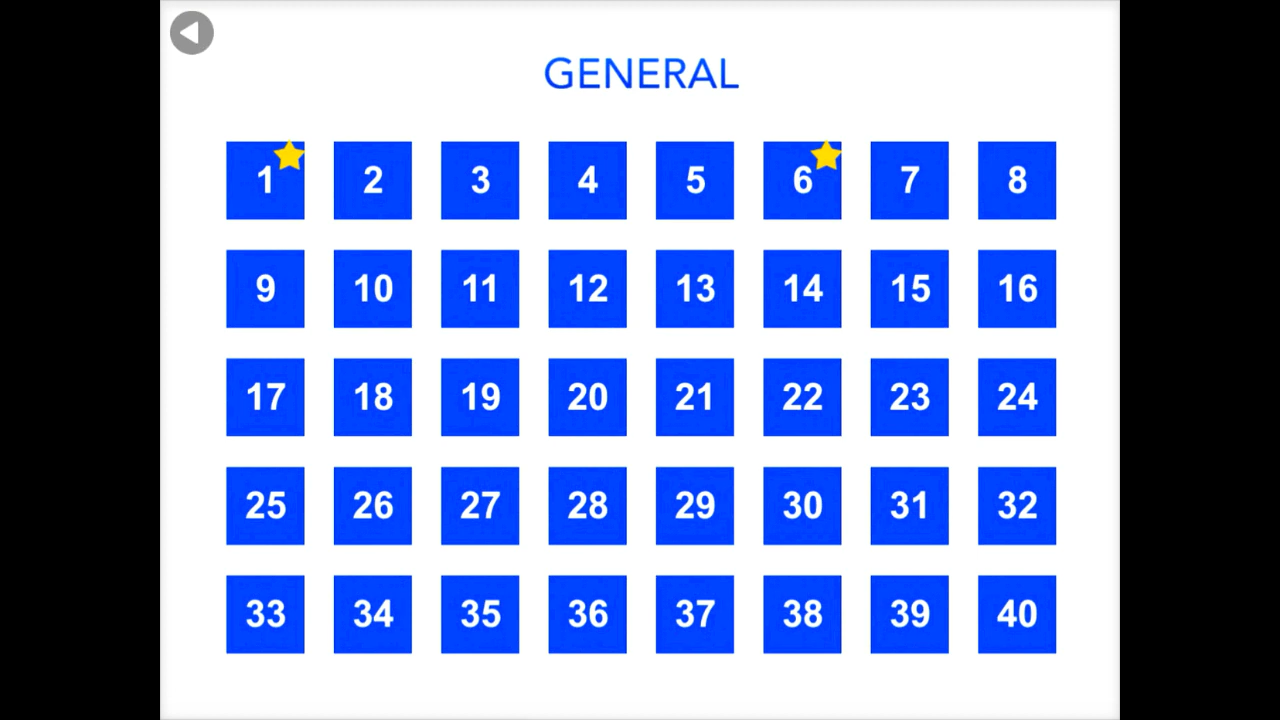 GENERAL
1 2 3 4 5 6 7 8
9 10 11 12 13 14 15 16
17 18 19 20 21 22 23 24
25 26 27 28 29 30 31 32
33 34 35 36 37 38 39 40